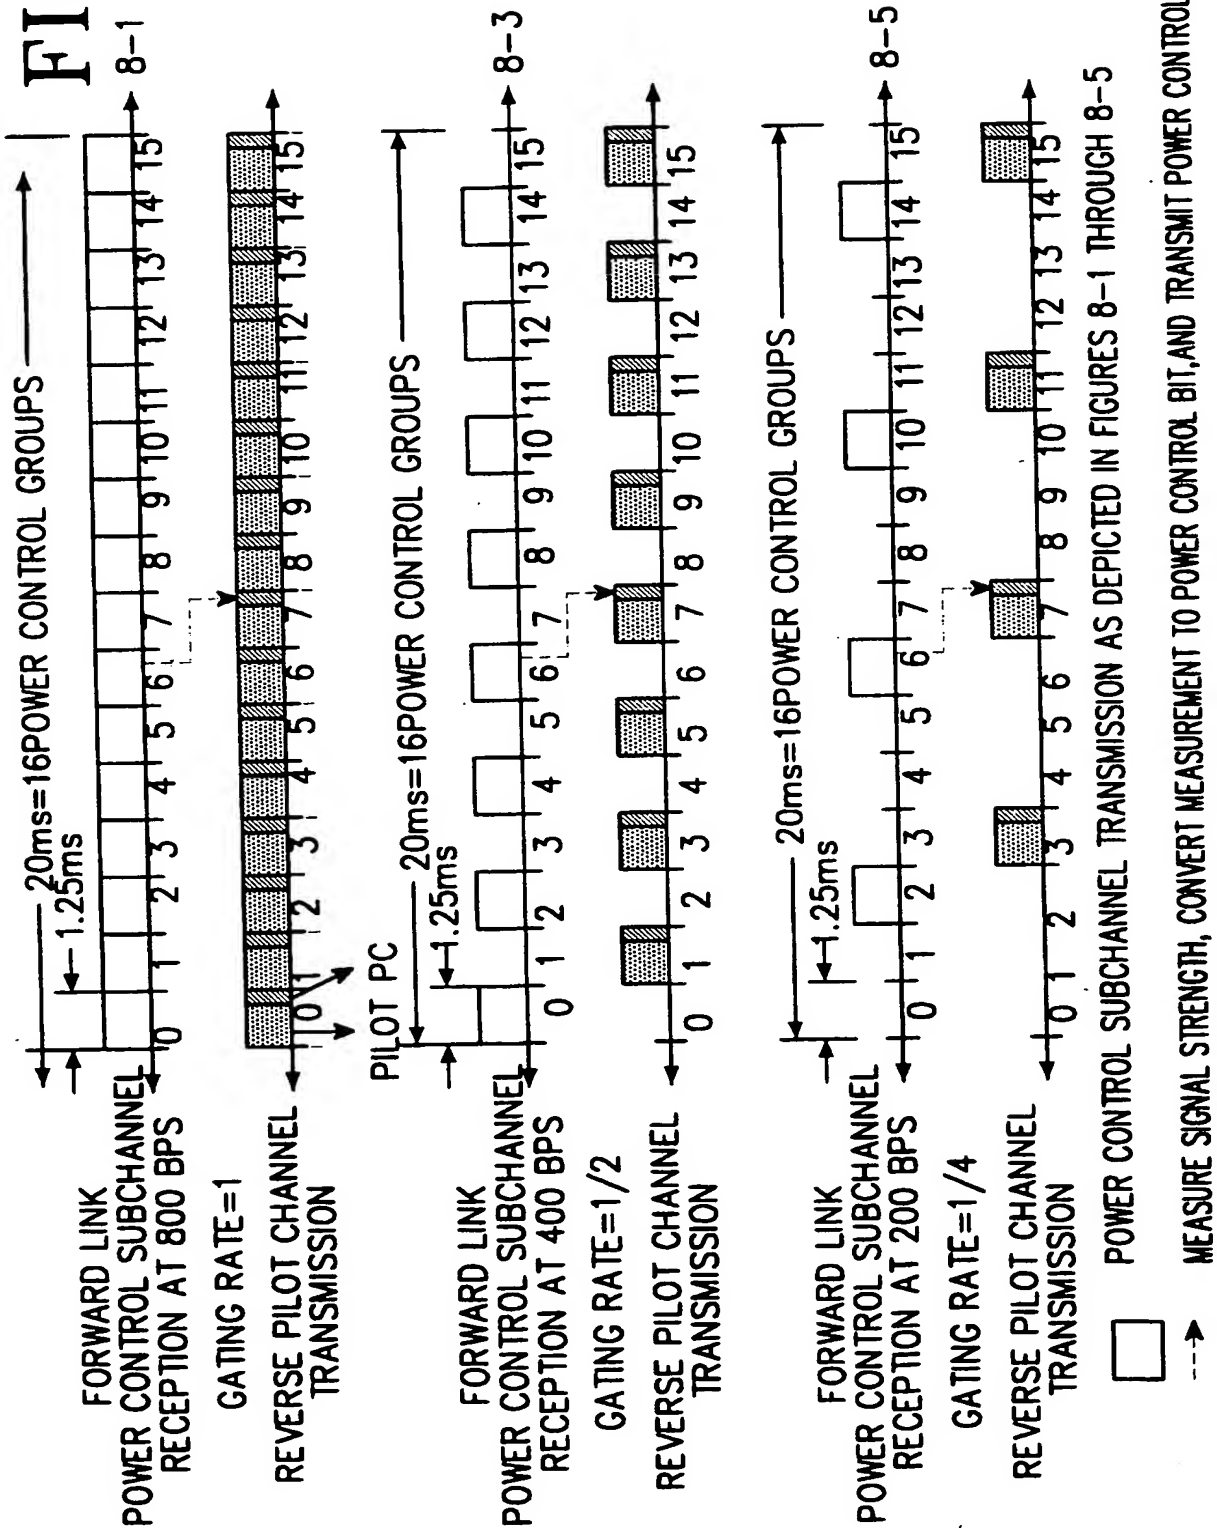 FI
20ms=16POWER CONTROL GROUPS
1.25ms
8-1
FORWARD LINK
POWER CONTROL SUBCHANNEL
RECEPTION AT 800 BPS
0 1 2 3 4 5 6 7 8 9 10 11 12 13 14 15
GATING RATE=1
REVERSE PILOT CHANNEL
TRANSMISSION
0 1 2 3 4 5 6 7 8 9 10 11 12 13 14 15
PILOT PC
20ms=16POWER CONTROL GROUPS
1.25ms
8-3
FORWARD LINK
POWER CONTROL SUBCHANNEL
RECEPTION AT 400 BPS
0 1 2 3 4 5 6 7 8 9 10 11 12 13 14 15
GATING RATE=1/2
REVERSE PILOT CHANNEL
TRANSMISSION
0 1 2 3 4 5 6 7 8 9 10 11 12 13 14 15
20ms=16POWER CONTROL GROUPS
1.25ms
8-5
FORWARD LINK
POWER CONTROL SUBCHANNEL
RECEPTION AT 200 BPS
0 1 2 3 4 5 6 7 8 9 10 11 12 13 14 15
GATING RATE=1/4
REVERSE PILOT CHANNEL
TRANSMISSION
0 1 2 3 4 5 6 7 8 9 10 11 12 13 14 15
POWER CONTROL SUBCHANNEL TRANSMISSION AS DEPICTED IN FIGURES 8-1 THROUGH 8-5
MEASURE SIGNAL STRENGTH, CONVERT MEASUREMENT TO POWER CONTROL BIT,AND TRANSMIT POWER CONTROL